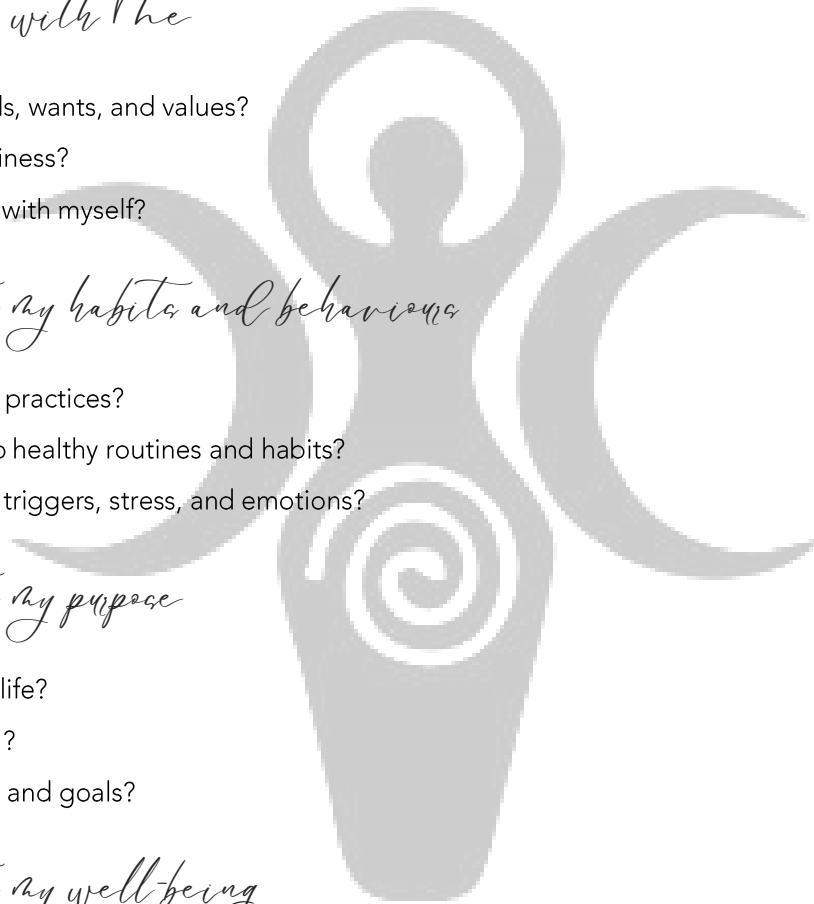 with The
ds, wants, and values?
iness?
with myself?
my habits and behaviours
practices?
o healthy routines and habits?
triggers, stress, and emotions?
my purpose
life?
?
and goals?
my well-being